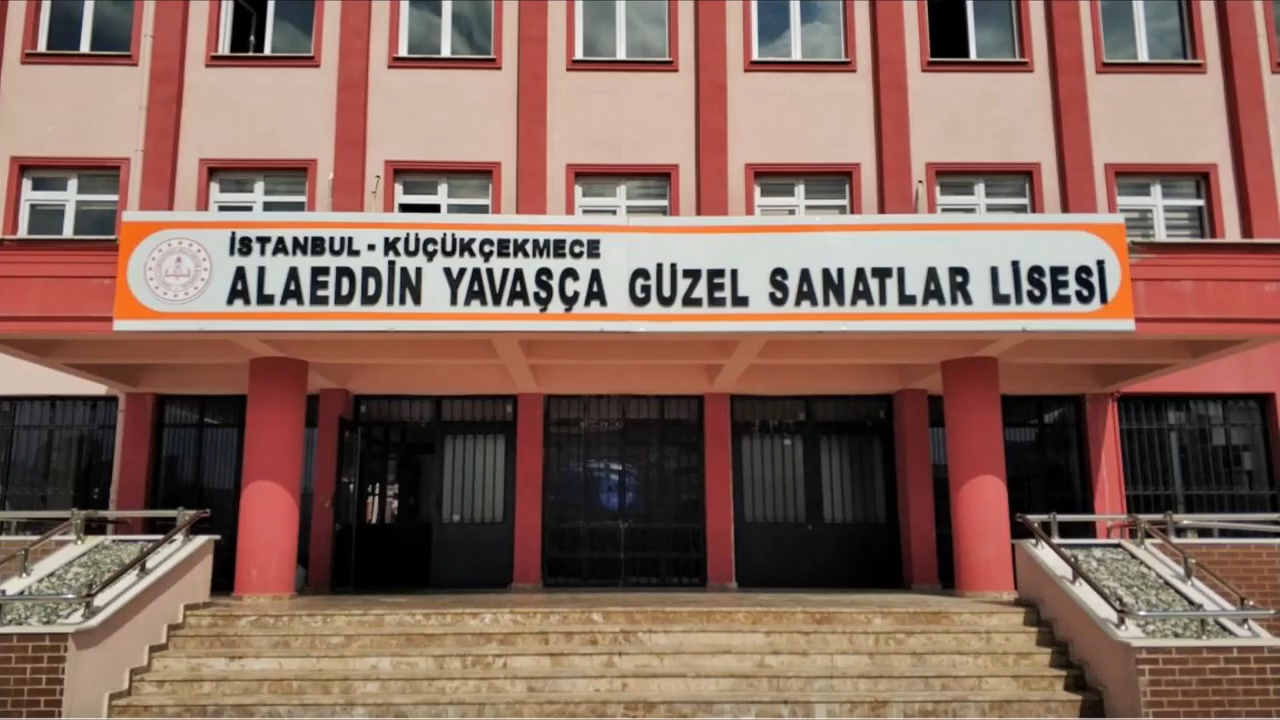 İSTANBUL - KÜÇÜKÇEKMECE
ALAEDDİN YAVAŞÇA GÜZEL SANATLAR LİSESİ